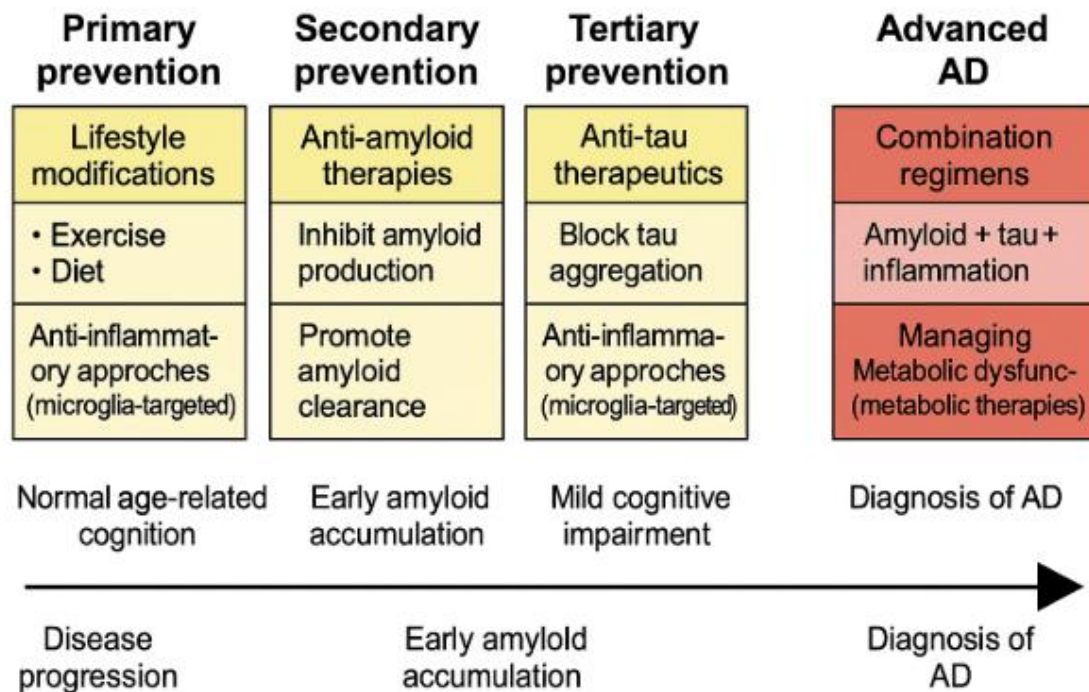 Primary
prevention
Secondary
prevention
Tertiary
prevention
Advanced
AD
Lifestyle
modifications
• Exercise
• Diet
Anti-inflammat-
ory approches
(microglia-targeted)
Anti-amyloid
therapies
Inhibit amyloid
production
Promote
amyloid
clearance
Anti-tau
therapeutics
Block tau
aggregation
Anti-inflamma-
ory approaches
(microglia-targeted)
Combination
regimens
Amyloid + tau +
inflammation
Managing
Metabolic dysfunc-
(metabolic therapies)
Normal age-related
cognition
Early amyloid
accumulation
Mild cognitive
impairment
Diagnosis of AD
Disease
progression
Early amylold
accumulation
Diagnosis of
AD